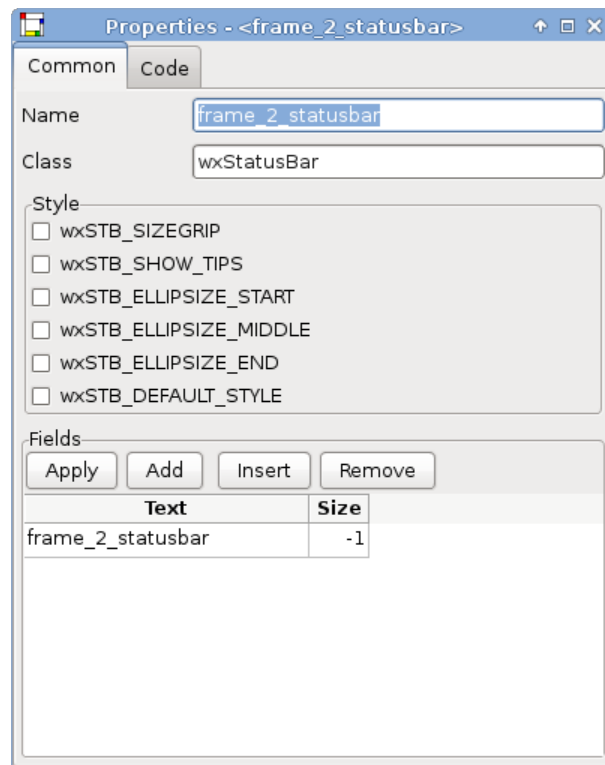 Properties - <frame_2_statusbar>
Common Code
Name frame_2_statusbar
Class wxStatusBar
Style
wxSTB_SIZEGRIP
wxSTB_SHOW_TIPS
wxSTB_ELLIPSIZE_START
wxSTB_ELLIPSIZE_MIDDLE
wxSTB_ELLIPSIZE_END
wxSTB_DEFAULT_STYLE
Fields
Apply Add Insert Remove
Text Size
frame_2_statusbar -1